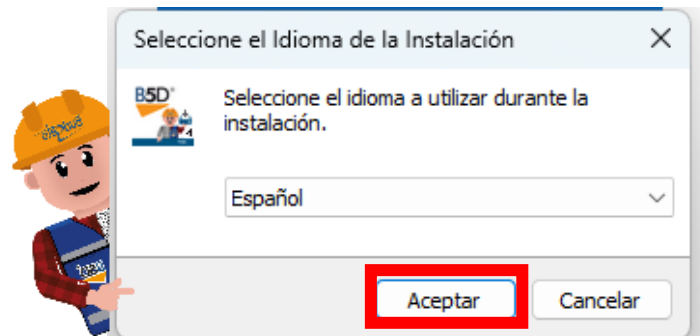 Seleccione el Idioma de la Instalación
B5D
Seleccione el idioma a utilizar durante la
instalación.
Español
Aceptar
Cancelar